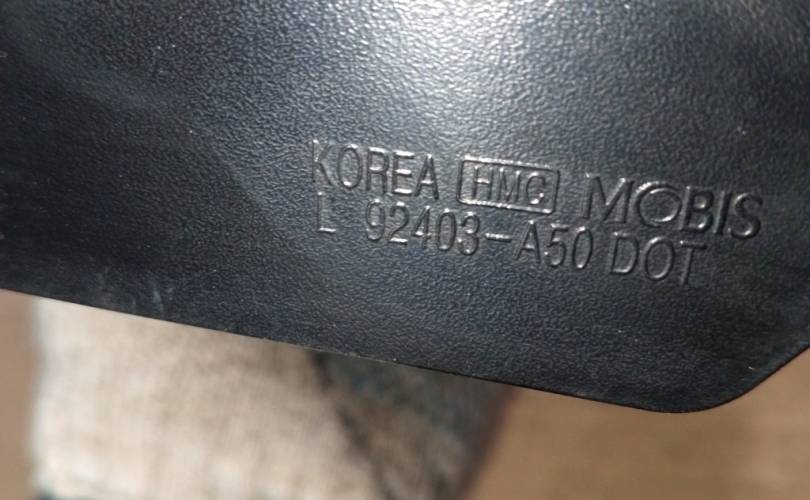 KOREA HMC MOBIS
L 92403-A50 DOT